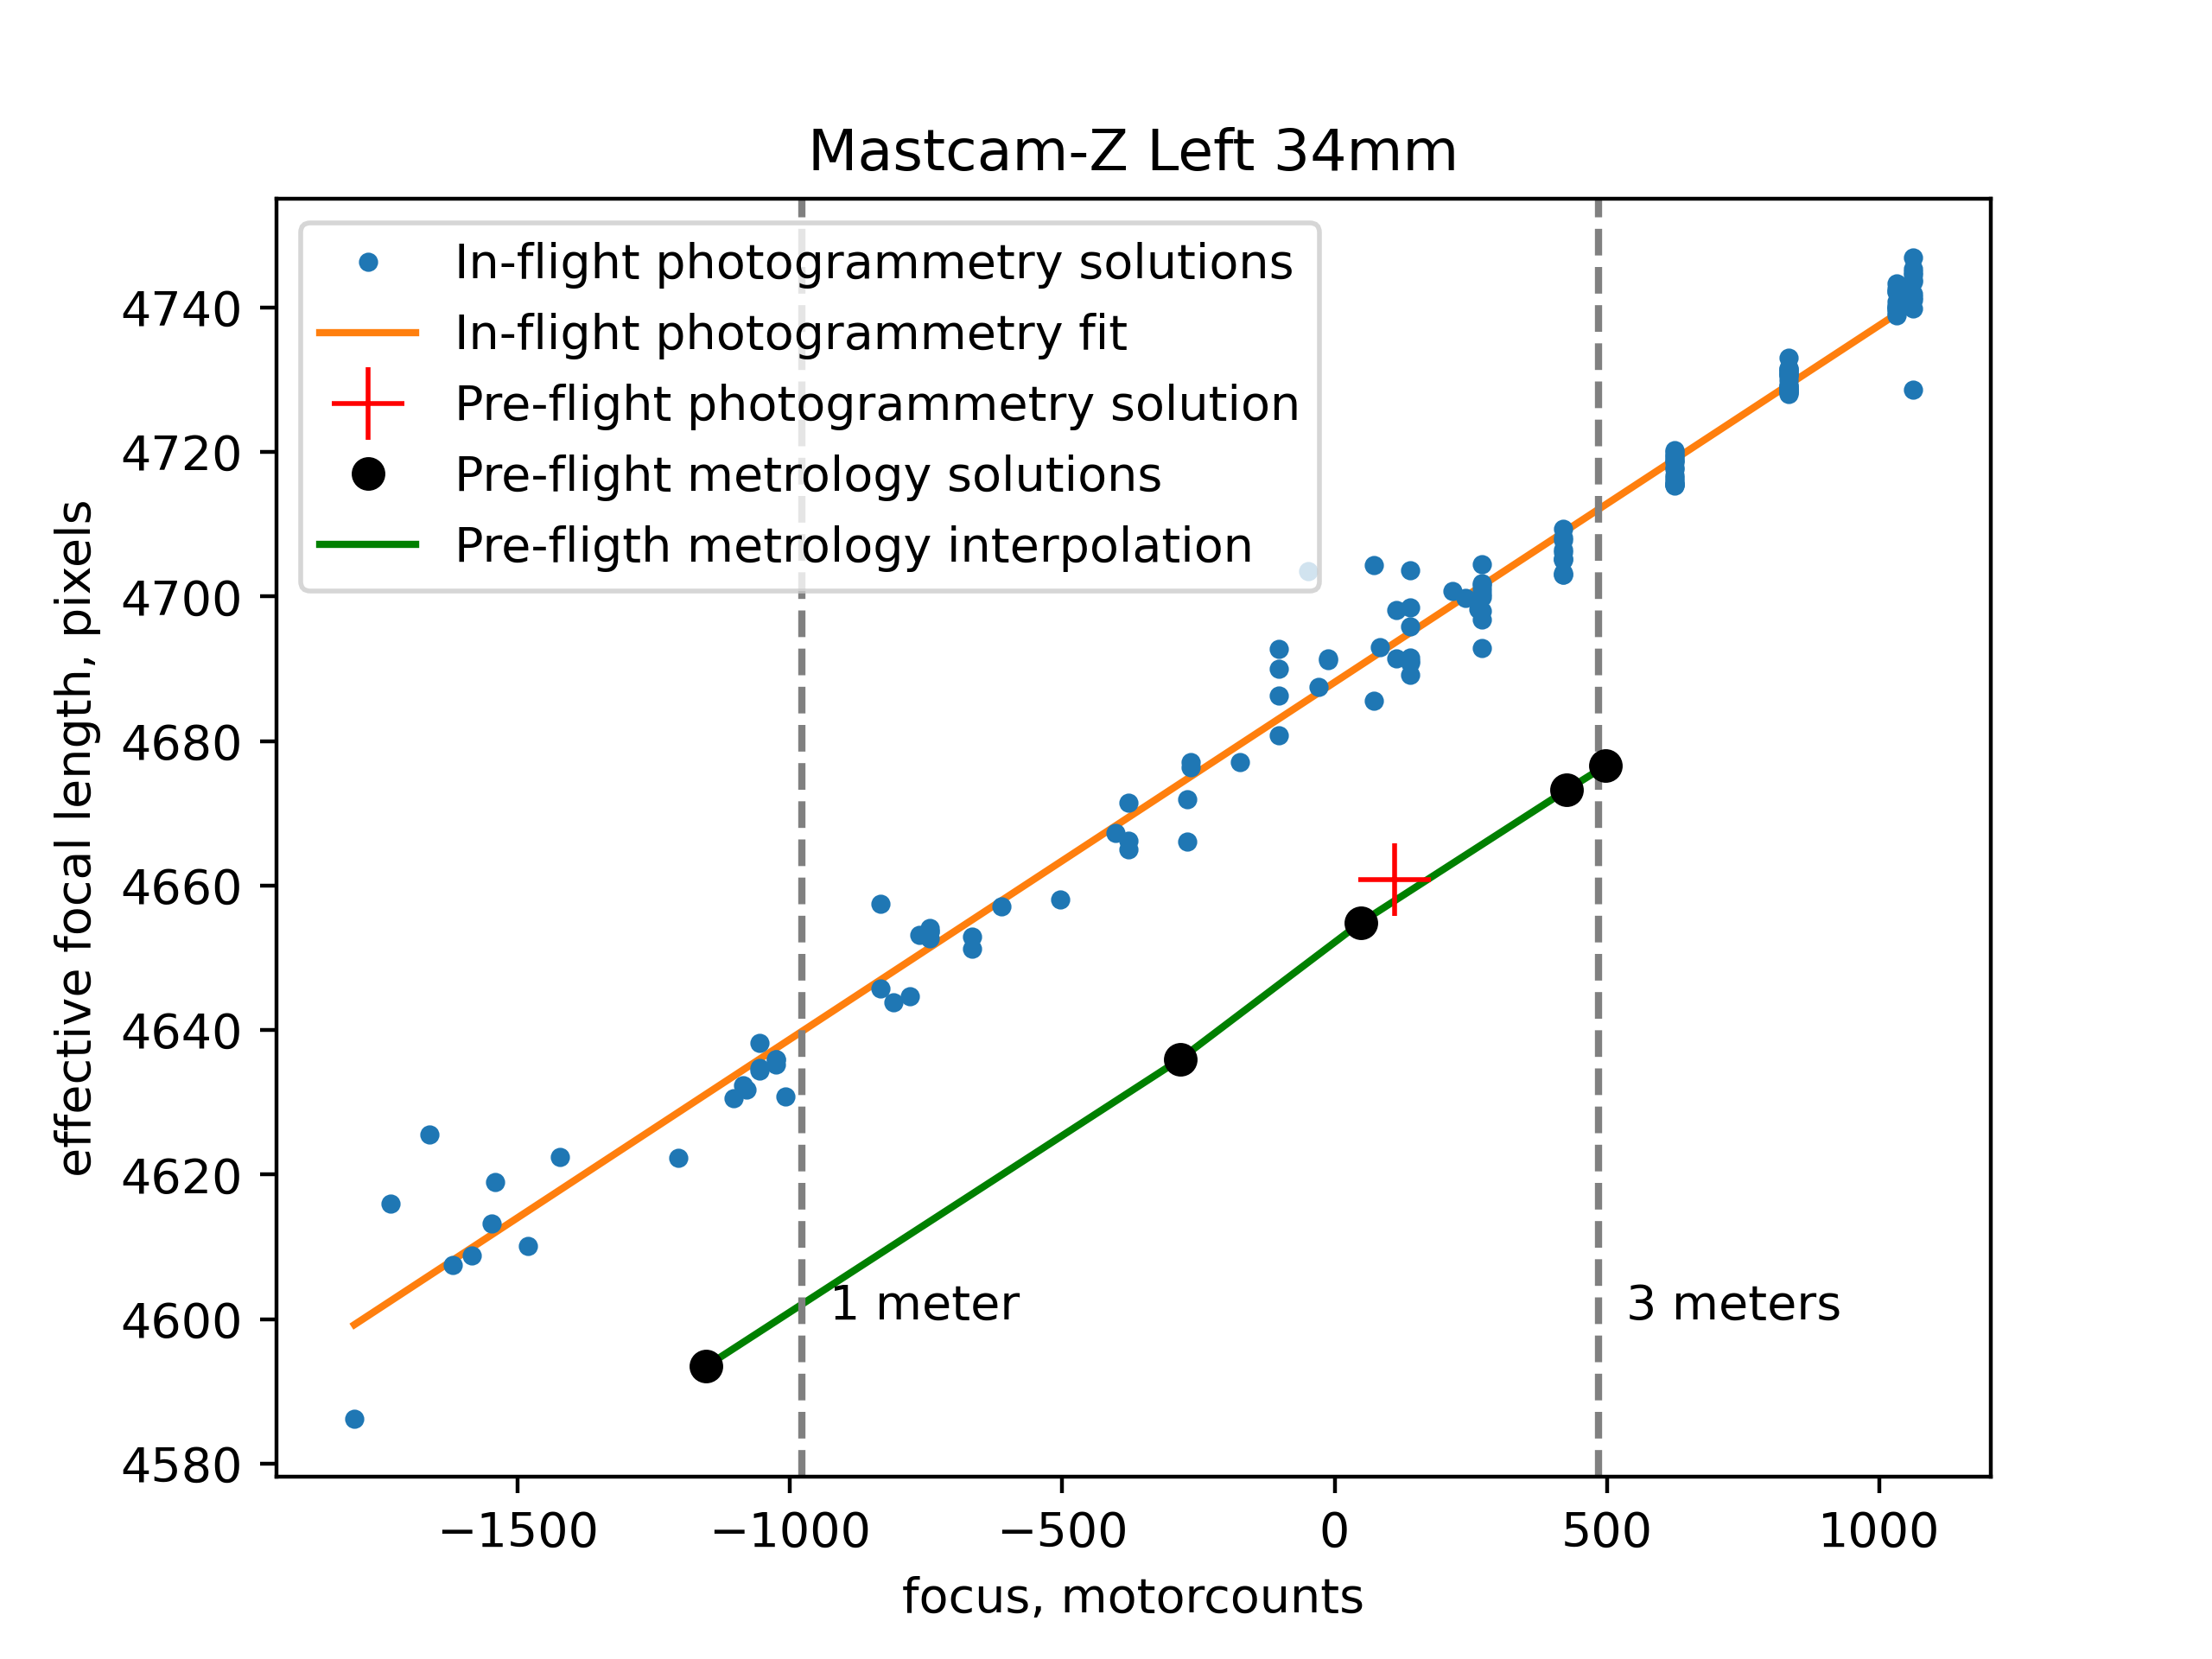 Mastcam-Z Left 34mm
In-flight photogrammetry solutions
In-flight photogrammetry fit
Pre-flight photogrammetry solution
Pre-flight metrology solutions
Pre-fligth metrology interpolation
4740
4720
4700
4680
4660
4640
4620
4600
4580
effective focal length, pixels
1 meter
3 meters
−1500
−1000
−500
0
500
1000
focus, motorcounts